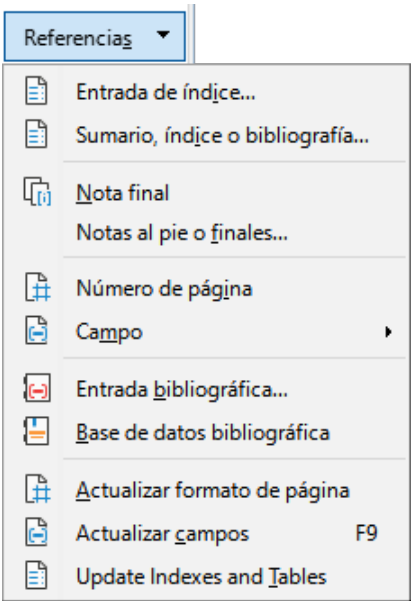 Referencias
Entrada de índice...
Sumario, índice o bibliografía...
Nota final
Notas al pie o finales...
Número de página
Campo
Entrada bibliográfica...
Base de datos bibliográfica
Actualizar formato de página
Actualizar campos F9
Update Indexes and Tables